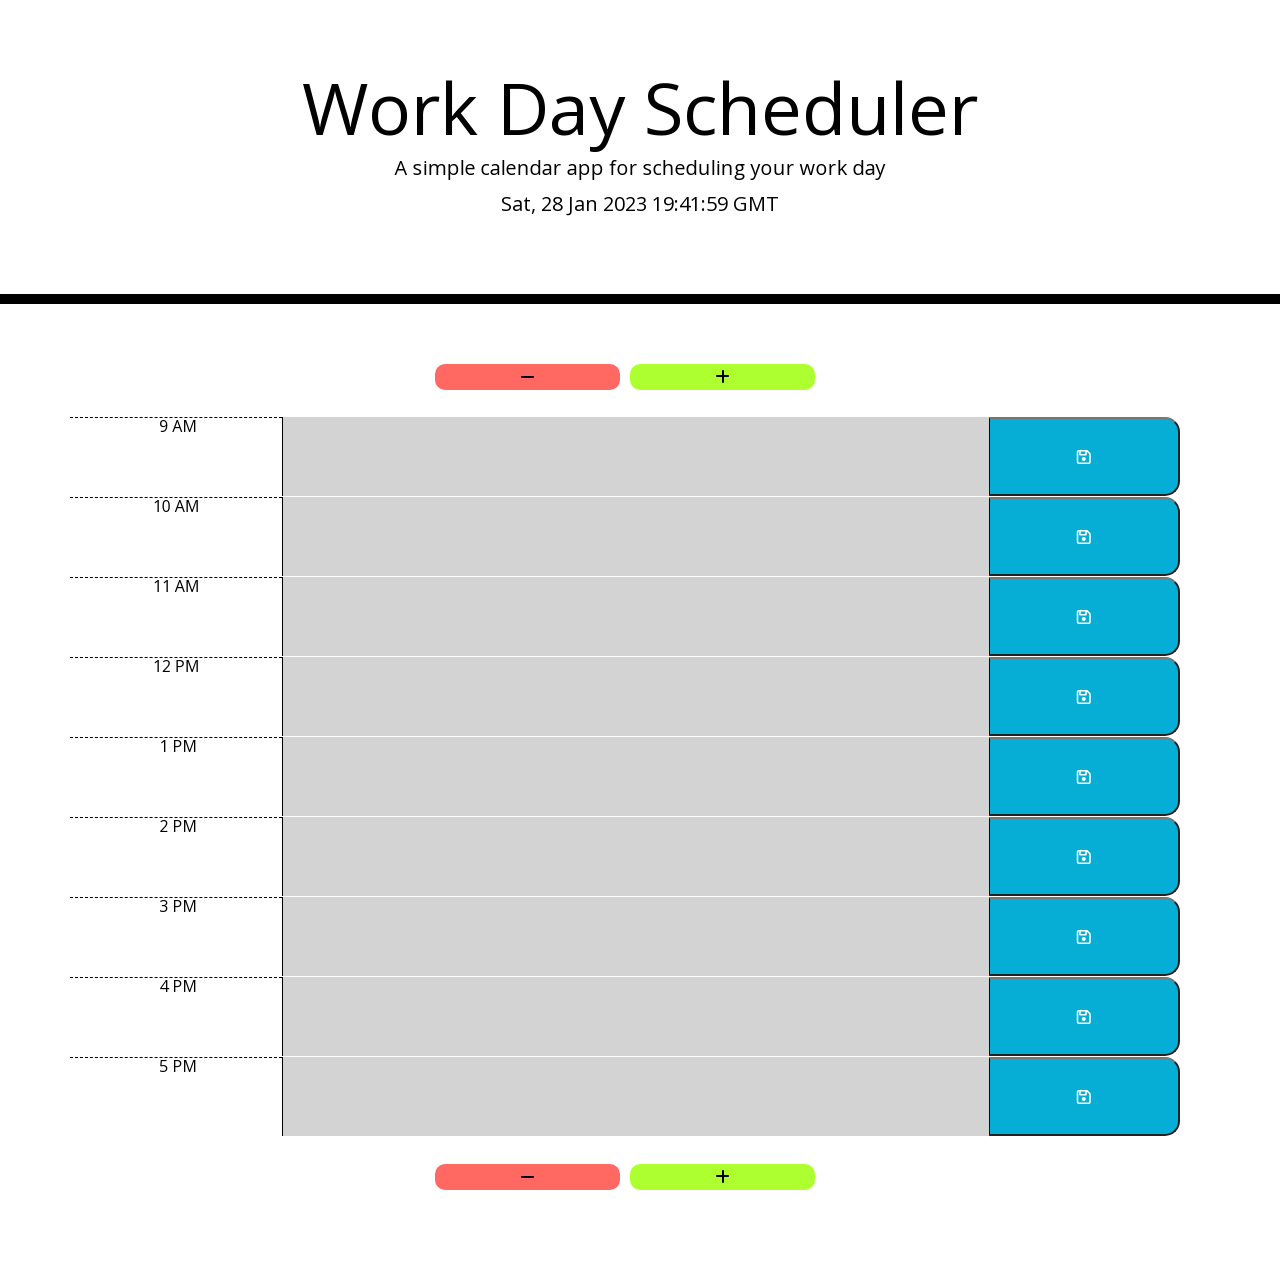 Work Day Scheduler
A simple calendar app for scheduling your work day
Sat, 28 Jan 2023 19:41:59 GMT
− +
9 AM
10 AM
11 AM
12 PM
1 PM
2 PM
3 PM
4 PM
5 PM
− +